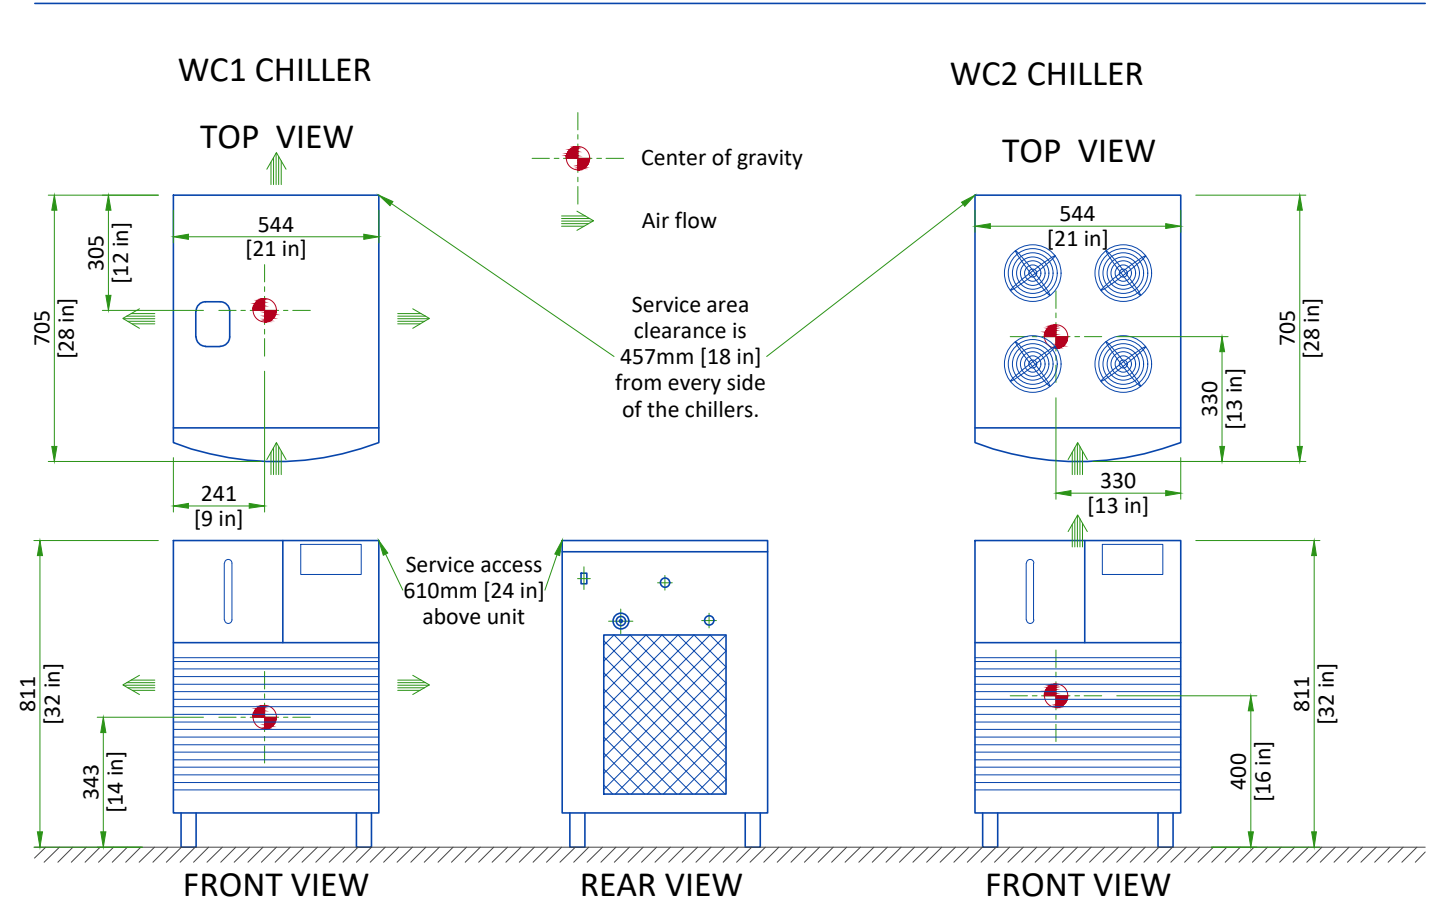 WC1 CHILLER
WC2 CHILLER
TOP VIEW
TOP VIEW
Center of gravity
Air flow
544
[21 in]
305
[12 in]
705
[28 in]
241
[9 in]
Service area
clearance is
457mm [18 in]
from every side
of the chillers.
544
[21 in]
705
[28 in]
330
[13 in]
330
[13 in]
811
[32 in]
343
[14 in]
Service access
610mm [24 in]
above unit
400
[16 in]
811
[32 in]
FRONT VIEW
REAR VIEW
FRONT VIEW